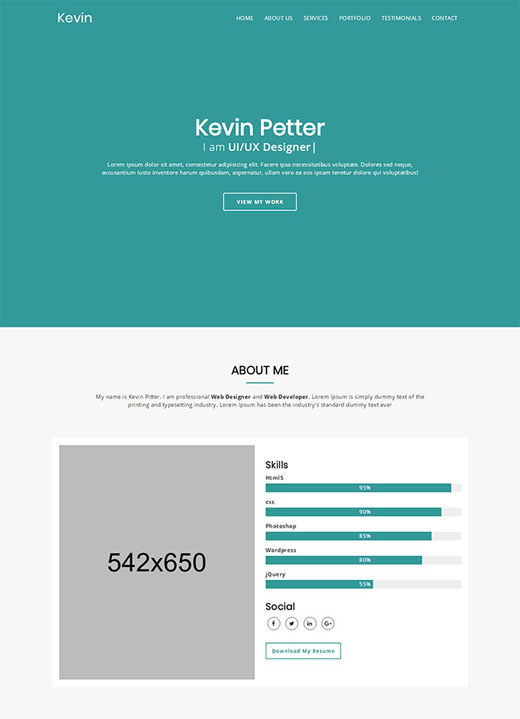 Kevin
HOME ABOUT US SERVICES PORTFOLIO TESTIMONIALS CONTACT
Kevin Petter
I am UI/UX Designer|
Lorem ipsum dolor sit amet, consectetur adipisicing elit. Facere ipsa necessitatibus voluptate. Dolores sed neque,
accusantium iusto inventore harum quibusdam, aspernatur, ullam vero ea eos ipsam tenetur dolore qui voluptatibus!
VIEW MY WORK
ABOUT ME
My name is Kevin Pitter. I am professional Web Designer and Web Developer. Lorem Ipsum is simply dummy text of the
printing and typesetting industry. Lorem Ipsum has been the industry's standard dummy text ever
542x650
Skills
Html5
95%
css
90%
Photoshop
85%
Wordpress
80%
jQuery
55%
Social
f in G+
Download My Resume